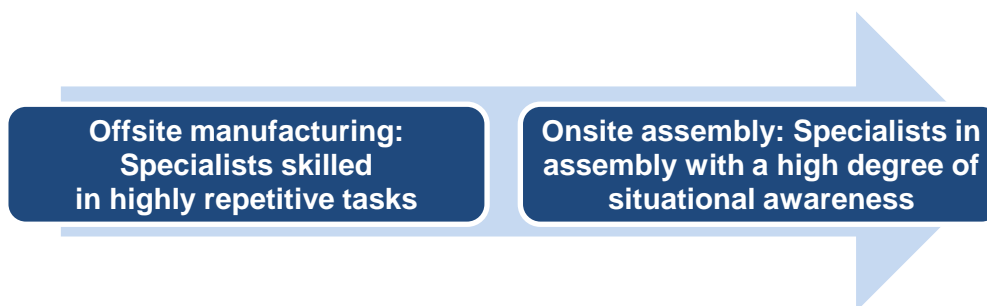 Offsite manufacturing:
Specialists skilled
in highly repetitive tasks
Onsite assembly: Specialists in
assembly with a high degree of
situational awareness